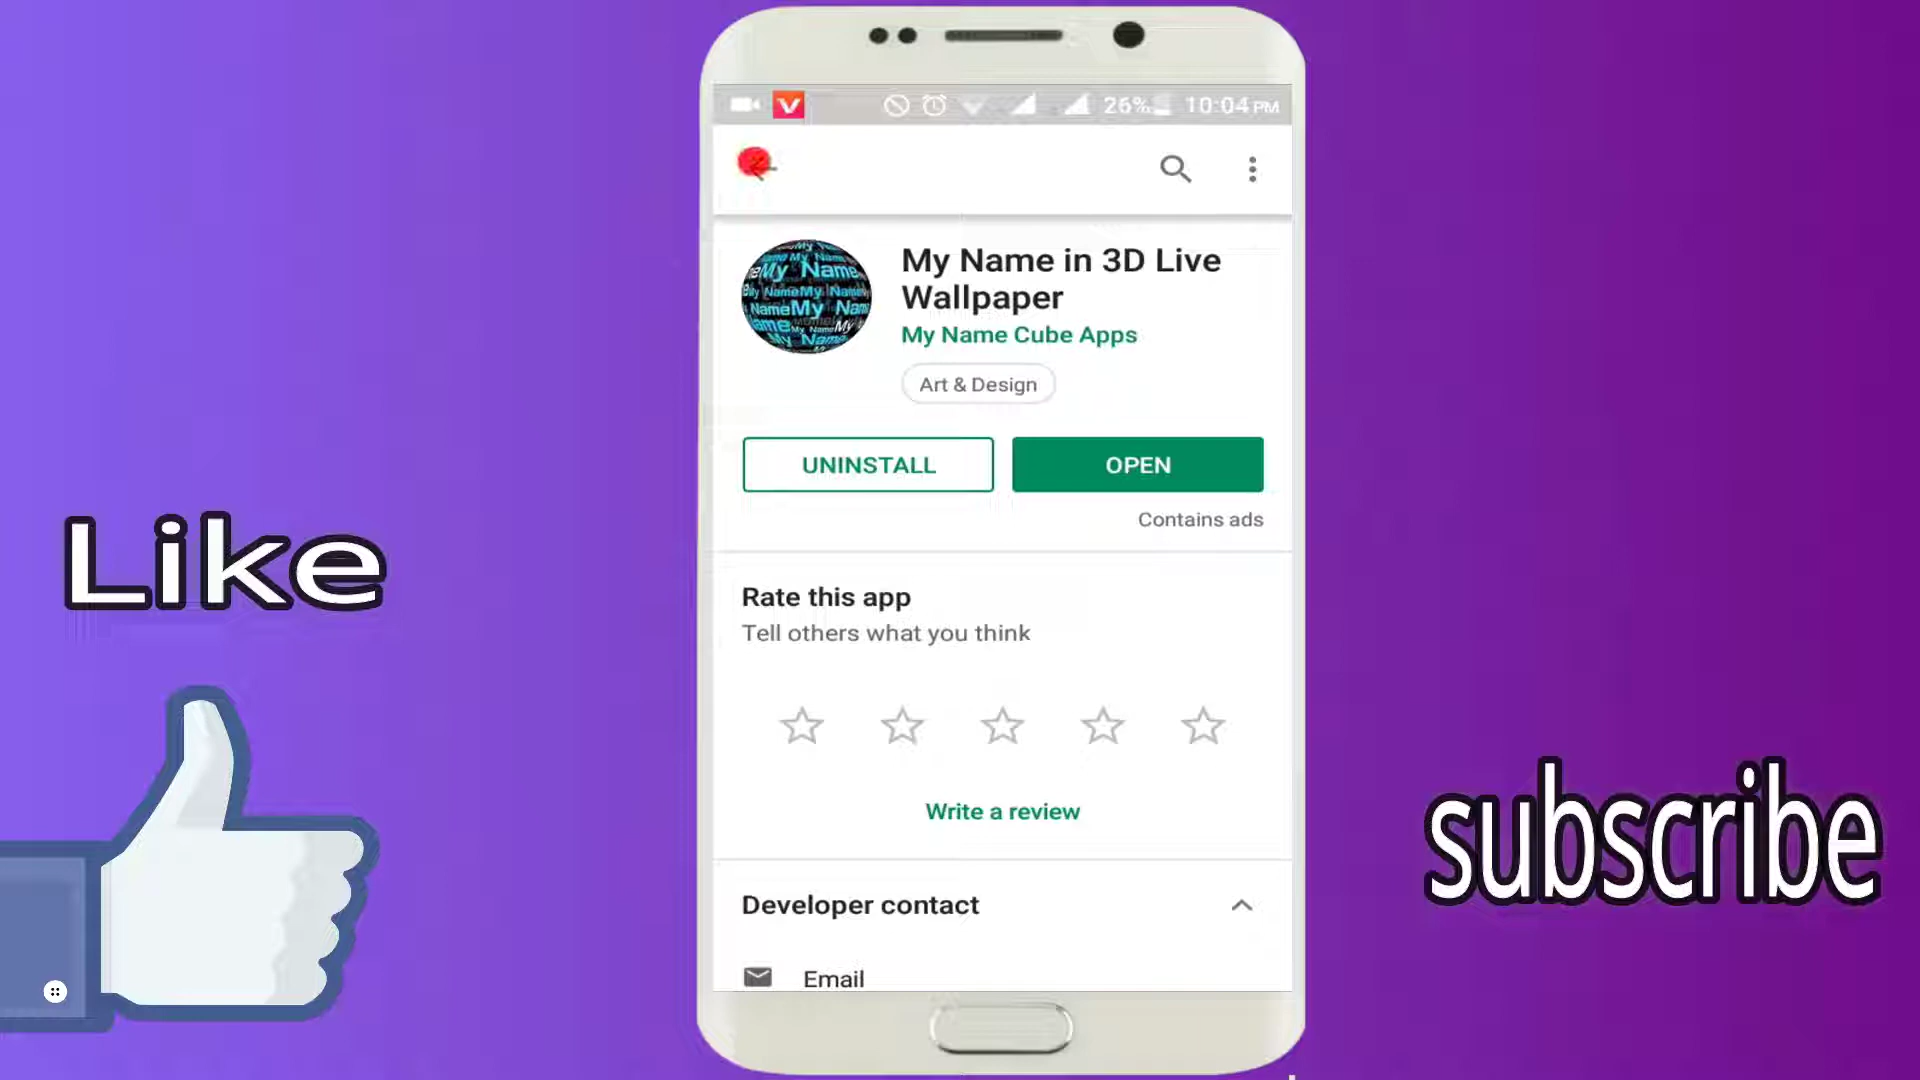 26% 10:04 PM
My Name in 3D Live
Wallpaper
My Name Cube Apps
Art & Design
UNINSTALL
OPEN
Contains ads
Rate this app
Tell others what you think
Write a review
Developer contact
Email
Like
subscribe